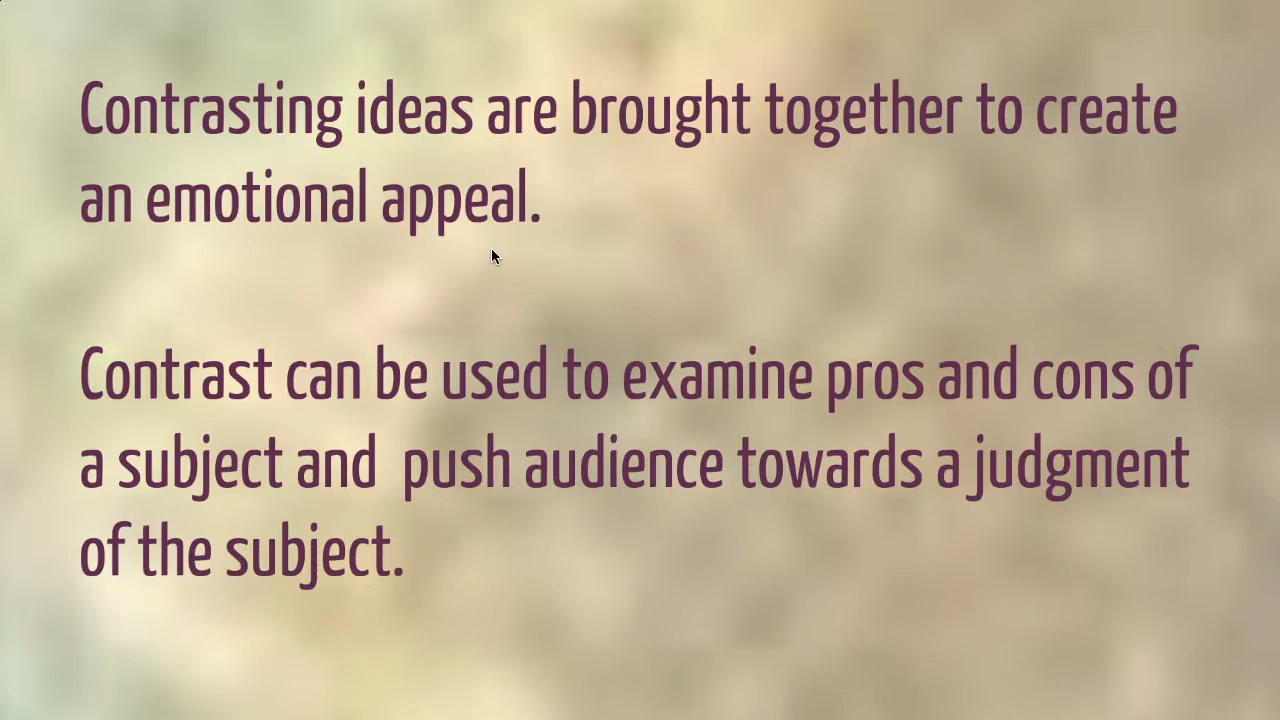 Contrasting ideas are brought together to create
an emotional appeal.
Contrast can be used to examine pros and cons of
a subject and  push audience towards a judgment
of the subject.